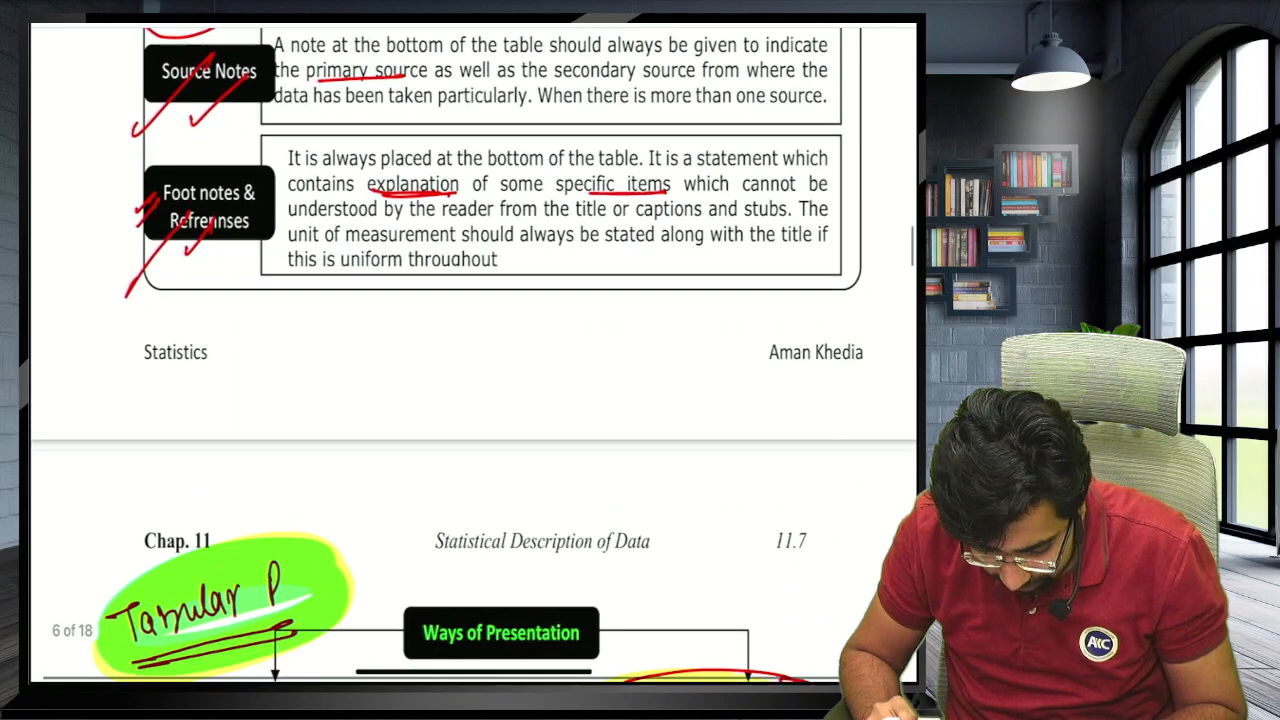 Source Notes
A note at the bottom of the table should always be given to indicate
the primary source as well as the secondary source from where the
data has been taken particularly. When there is more than one source.
Foot notes &
Refrennses
It is always placed at the bottom of the table. It is a statement which
contains explanation of some specific items which cannot be
understood by the reader from the title or captions and stubs. The
unit of measurement should always be stated along with the title if
this is uniform throughout
Statistics
Aman Khedia
Chap. 11
Statistical Description of Data
11.7
Tabular P
6 of 18
Ways of Presentation
AKC